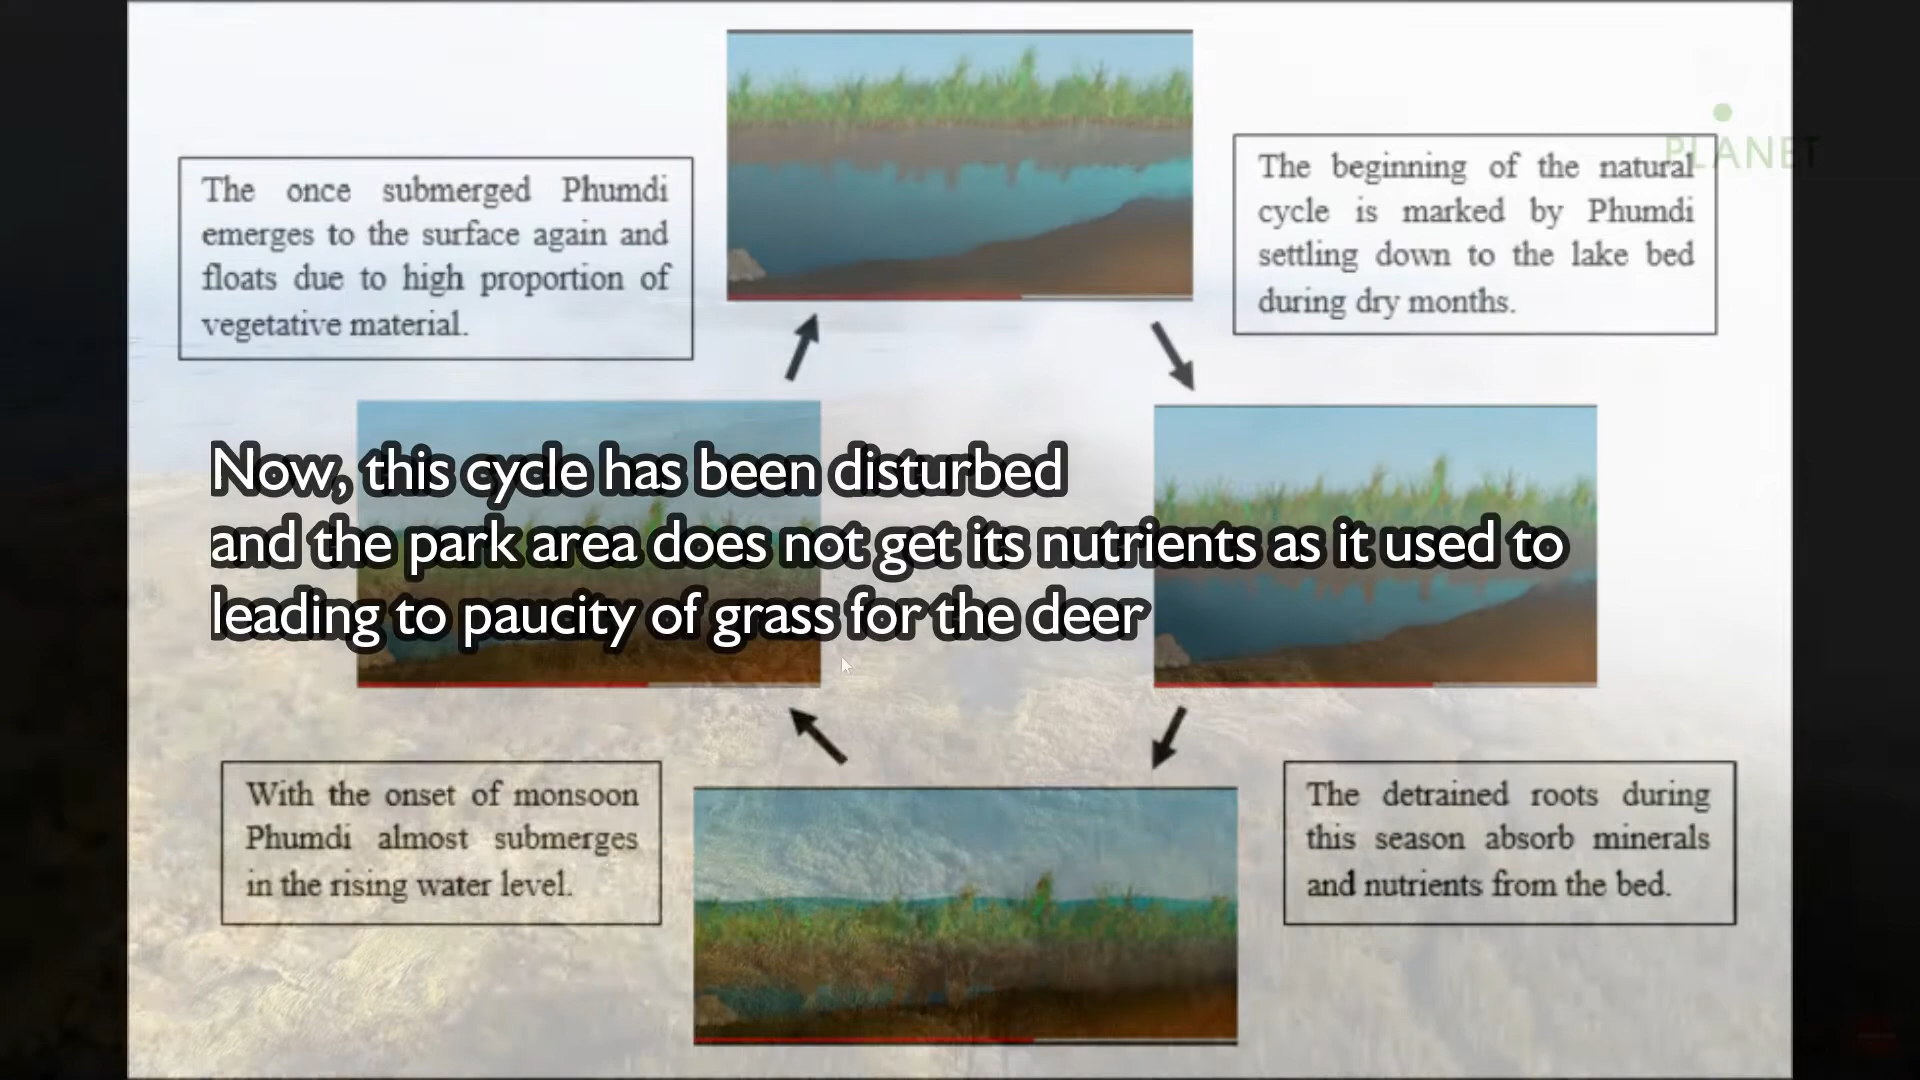 The once submerged Phumdi
emerges to the surface again and
floats due to high proportion of
vegetative material.
The beginning of the natural
cycle is marked by Phumdi
settling down to the lake bed
during dry months.
PLANET
Now, this cycle has been disturbed
and the park area does not get its nutrients as it used to
leading to paucity of grass for the deer
With the onset of monsoon
Phumdi almost submerges
in the rising water level.
The detrained roots during
this season absorb minerals
and nutrients from the bed.